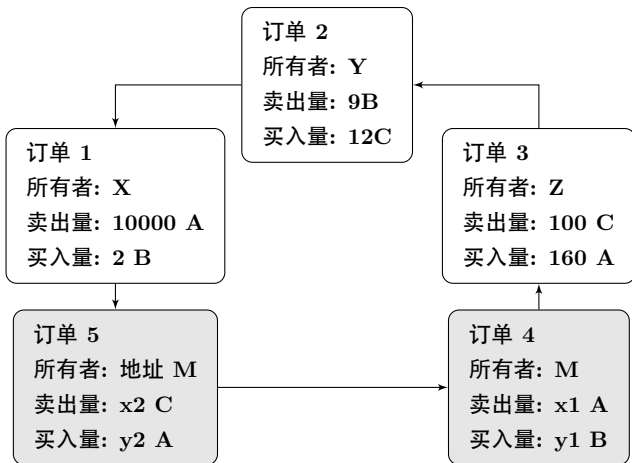 订单 2
所有者: Y
卖出量: 9B
买入量: 12C
订单 1
所有者: X
卖出量: 10000 A
买入量: 2 B
订单 3
所有者: Z
卖出量: 100 C
买入量: 160 A
订单 5
所有者: 地址 M
卖出量: x2 C
买入量: y2 A
订单 4
所有者: M
卖出量: x1 A
买入量: y1 B